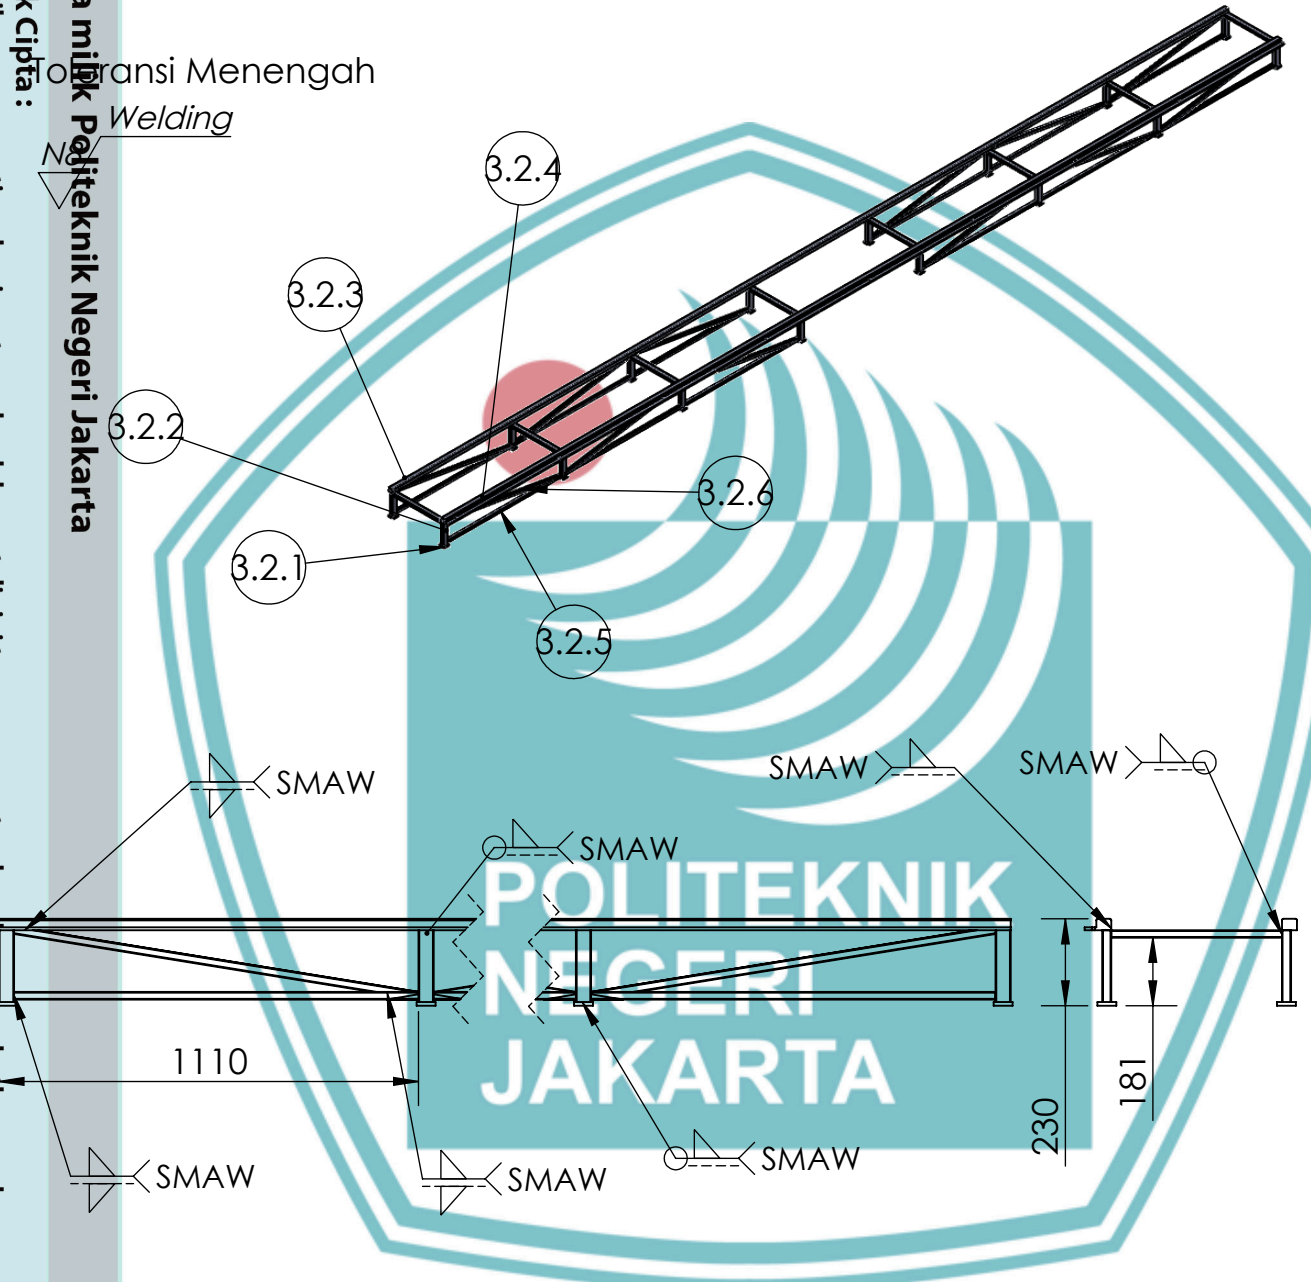 a milik Politeknik Negeri Jakarta
k Cipta :
Toleransi Menengah
Welding
N8
3.2.4
3.2.3
3.2.2
3.2.6
3.2.1
3.2.5
SMAW
SMAW
SMAW
SMAW
POLITEKNIK
NEGERI
JAKARTA
1110
230
181
SMAW
SMAW
SMAW